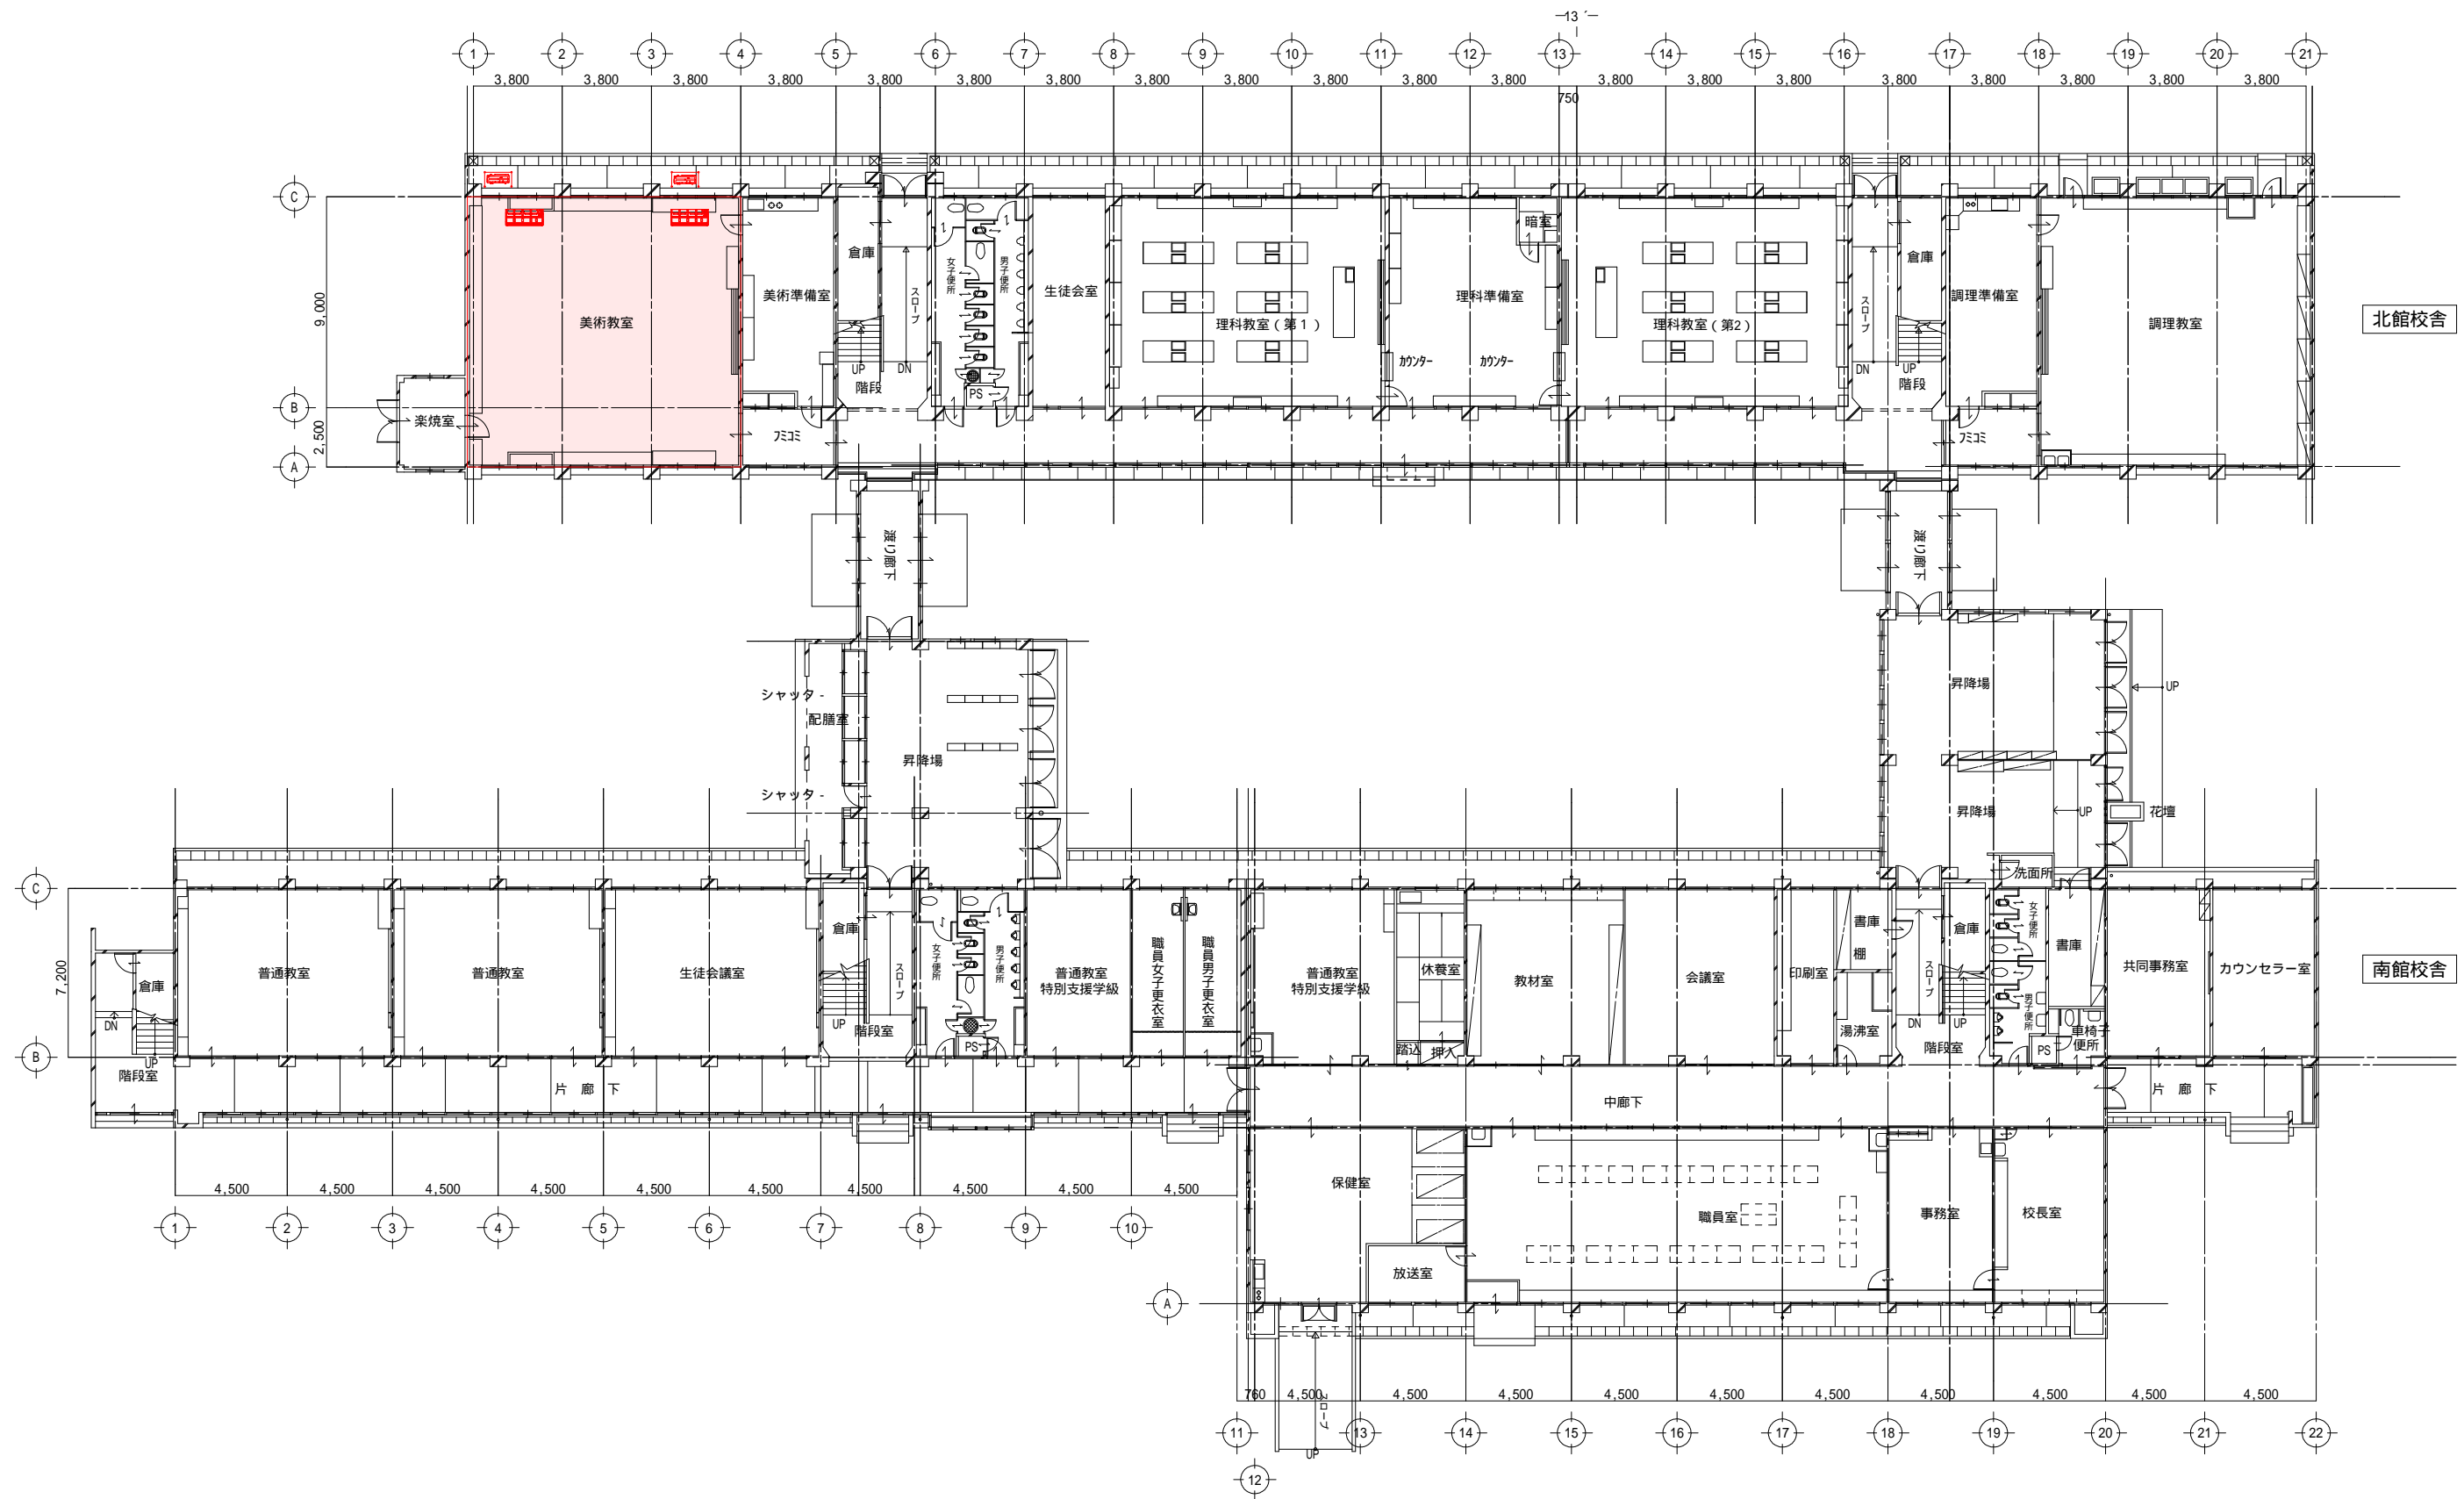 13´
1 2 3 4 5 6 7 8 9 10 11 12 13 14 15 16 17 18 19 20 21
3,800 3,800 3,800 3,800 3,800 3,800 3,800 3,800 3,800 3,800 3,800 3,800 3,800 3,800 3,800 3,800 3,800 3,800 3,800 3,800
750
C
9,000
B
2,500
A
美術教室
楽焼室
美術準備室
フミコミ
倉庫
スロープ
UP
DN
階段
女子便所
男子便所
PS
生徒会室
理科教室(第1)
カウンター
理科準備室
カウンター
暗室
理科教室(第2)
スロープ
倉庫
DN
UP
階段
調理準備室
フミコミ
調理教室
北館校舎
渡り廊下
渡り廊下
シャッター
配膳室
シャッター
昇降場
昇降場
UP
昇降場
UP
花壇
洗面所
C
7,200
B
倉庫
DN
UP
階段室
普通教室
普通教室
生徒会議室
倉庫
スロープ
UP
階段室
女子便所
男子便所
PS
普通教室
特別支援学級
職員女子更衣室
職員男子更衣室
普通教室
特別支援学級
休養室
踏込
押入
教材室
会議室
印刷室
書庫
棚
湯沸室
スロープ
倉庫
DN
UP
階段室
女子便所
男子便所
PS
書庫
車椅子
便所
共同事務室
カウンセラー室
南館校舎
片 廊 下
中廊下
片 廊 下
保健室
放送室
職員室
事務室
校長室
4,500 4,500 4,500 4,500 4,500 4,500 4,500 4,500 4,500 4,500
1 2 3 4 5 6 7 8 9 10
A
760 4,500 4,500 4,500 4,500 4,500 4,500 4,500 4,500 4,500 4,500
スロープ
UP
11 13 14 15 16 17 18 19 20 21 22
12